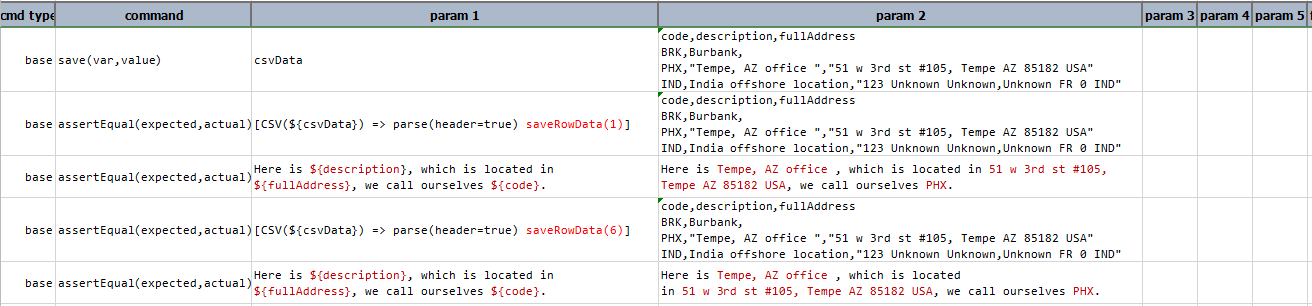 cmd type command param 1 param 2 param 3 param 4 param 5
base save(var,value) csvData
code,description,fullAddress
BRK,Burbank,
PHX,"Tempe, AZ office ","51 w 3rd st #105, Tempe AZ 85182 USA"
IND,India offshore location,"123 Unknown Unknown,Unknown FR 0 IND"
base assertEqual(expected,actual) [CSV(${csvData}) => parse(header=true) saveRowData(1)]
code,description,fullAddress
BRK,Burbank,
PHX,"Tempe, AZ office ","51 w 3rd st #105, Tempe AZ 85182 USA"
IND,India offshore location,"123 Unknown Unknown,Unknown FR 0 IND"
base assertEqual(expected,actual)
Here is ${description}, which is located in
${fullAddress}, we call ourselves ${code}.
Here is Tempe, AZ office , which is located in 51 w 3rd st #105,
Tempe AZ 85182 USA, we call ourselves PHX.
base assertEqual(expected,actual) [CSV(${csvData}) => parse(header=true) saveRowData(6)]
code,description,fullAddress
BRK,Burbank,
PHX,"Tempe, AZ office ","51 w 3rd st #105, Tempe AZ 85182 USA"
IND,India offshore location,"123 Unknown Unknown,Unknown FR 0 IND"
base assertEqual(expected,actual)
Here is ${description}, which is located in
${fullAddress}, we call ourselves ${code}.
Here is Tempe, AZ office , which is located
in 51 w 3rd st #105, Tempe AZ 85182 USA, we call ourselves PHX.